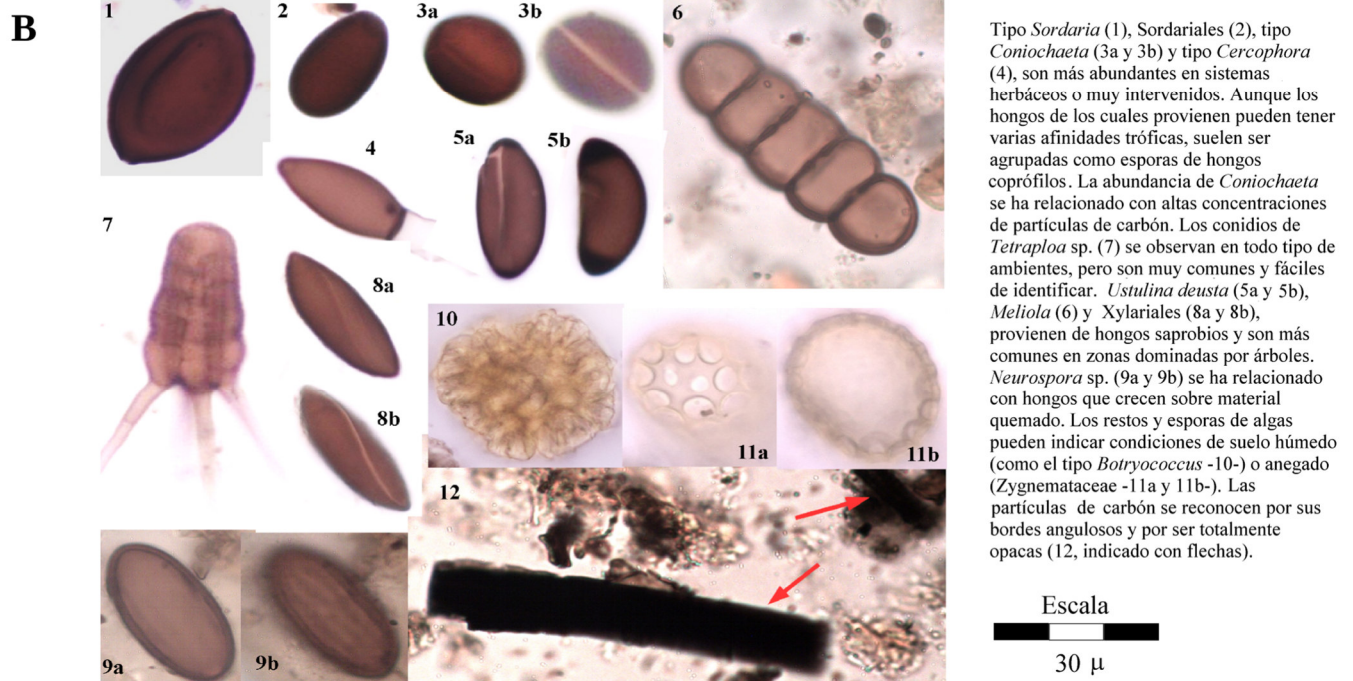 B
1
2
3a
3b
6
4
5a
5b
7
8a
8b
10
11a
11b
12
9a
9b
Tipo Sordaria (1), Sordariales (2), tipo
Coniochaeta (3a y 3b) y tipo Cercophora
(4), son más abundantes en sistemas
herbáceos o muy intervenidos. Aunque los
hongos de los cuales provienen pueden tener
varias afinidades tróficas, suelen ser
agrupadas como esporas de hongos
coprófilos. La abundancia de Coniochaeta
se ha relacionado con altas concentraciones
de partículas de carbón. Los conidios de
Tetraploa sp. (7) se observan en todo tipo de
ambientes, pero son muy comunes y fáciles
de identificar. Ustulina deusta (5a y 5b),
Meliola (6) y Xylariales (8a y 8b),
provienen de hongos saprobios y son más
comunes en zonas dominadas por árboles.
Neurospora sp. (9a y 9b) se ha relacionado
con hongos que crecen sobre material
quemado. Los restos y esporas de algas
pueden indicar condiciones de suelo húmedo
(como el tipo Botryococcus -10-) o anegado
(Zygnemataceae -11a y 11b-). Las
partículas de carbón se reconocen por sus
bordes angulosos y por ser totalmente
opacas (12, indicado con flechas).
Escala
30 µ